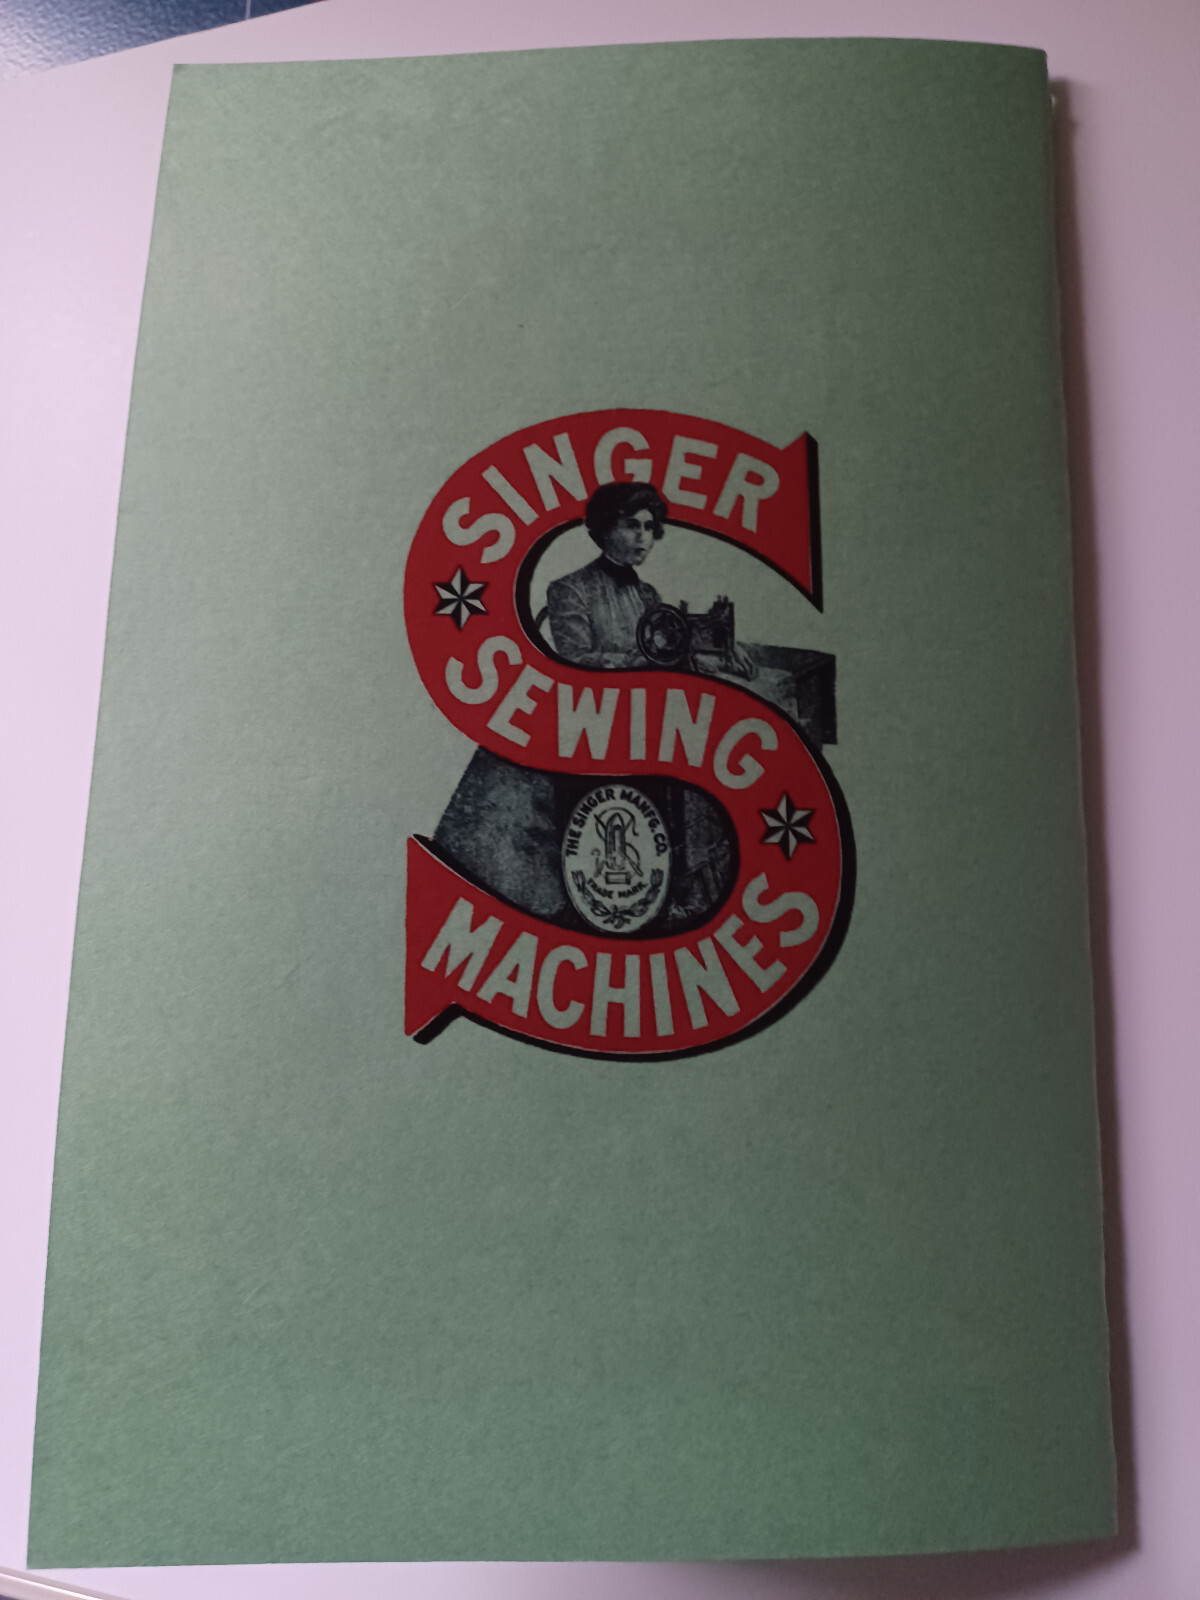 SINGER
SEWING
THE SINGER MANFG. CO.
TRADE MARK
MACHINES